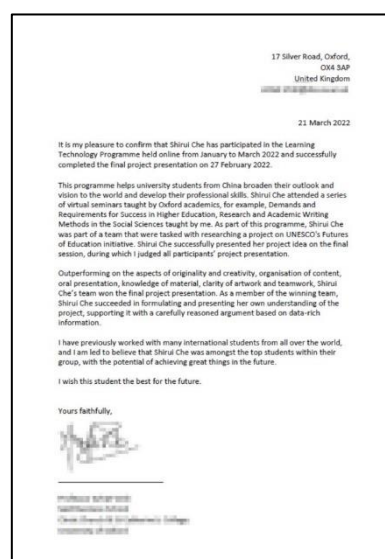 17 Silver Road, Oxford,
OX4 3AP
United Kingdom
21 March 2022
It is my pleasure to confirm that Shirui Che has participated in the Learning
Technology Programme held online from January to March 2022 and successfully
completed the final project presentation on 27 February 2022.
This programme helps university students from China broaden their outlook and
vision to the world and develop their professional skills. Shirui Che attended a series
of virtual seminars taught by Oxford academics, for example, Demands and
Requirements for Success in Higher Education, Research and Academic Writing
Methods in the Social Sciences taught by me. As part of this programme, Shirui Che
was part of a team that were tasked with researching a project on UNESCO's Futures
of Education Initiative. Shirui Che successfully presented her project idea on the final
session, during which I judged all participants' project presentation.
Outperforming on the aspects of originality and creativity, organisation of content,
oral presentation, knowledge of material, clarity of artwork and teamwork, Shirui
Che's team won the final project presentation. As a member of the winning team,
Shirui Che succeeded in formulating and presenting her own understanding of the
project, supporting it with a carefully reasoned argument based on data-rich
information.
I have previously worked with many international students from all over the world,
and I am led to believe that Shirui Che was amongst the top students within their
group, with the potential of achieving great things in the future.
I wish this student the best for the future.
Yours faithfully,